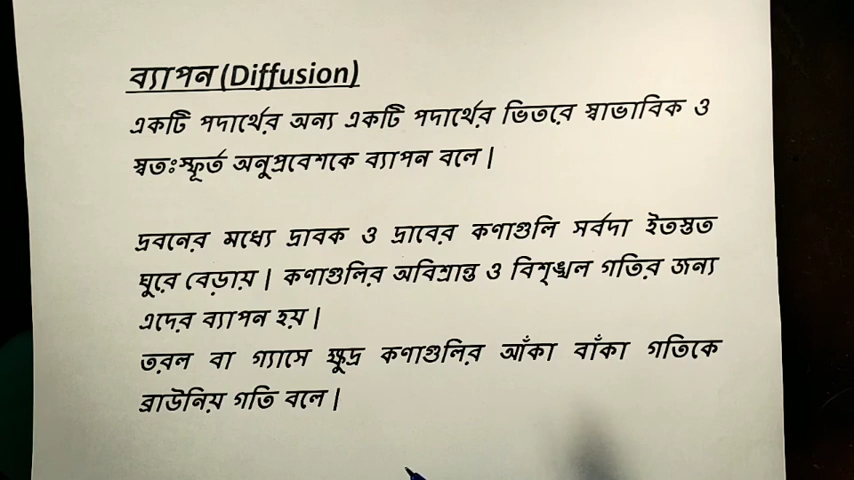 ব্যাপন (Diffusion)
একটি পদার্থের অন্য একটি পদার্থের ভিতরে স্বাভাবিক ও
স্বতঃস্ফূর্ত অনুপ্রবেশকে ব্যাপন বলে |
দ্রবনের মধ্যে দ্রাবক ও দ্রাবের কণাগুলি সর্বদা ইতস্তত
ঘুরে বেড়ায় | কণাগুলির অবিশ্রান্ত ও বিশৃঙ্খল গতির জন্য
এদের ব্যাপন হয় |
তরল বা গ্যাসে ক্ষুদ্র কণাগুলির আঁকা বাঁকা গতিকে
ব্রাউনিয় গতি বলে |